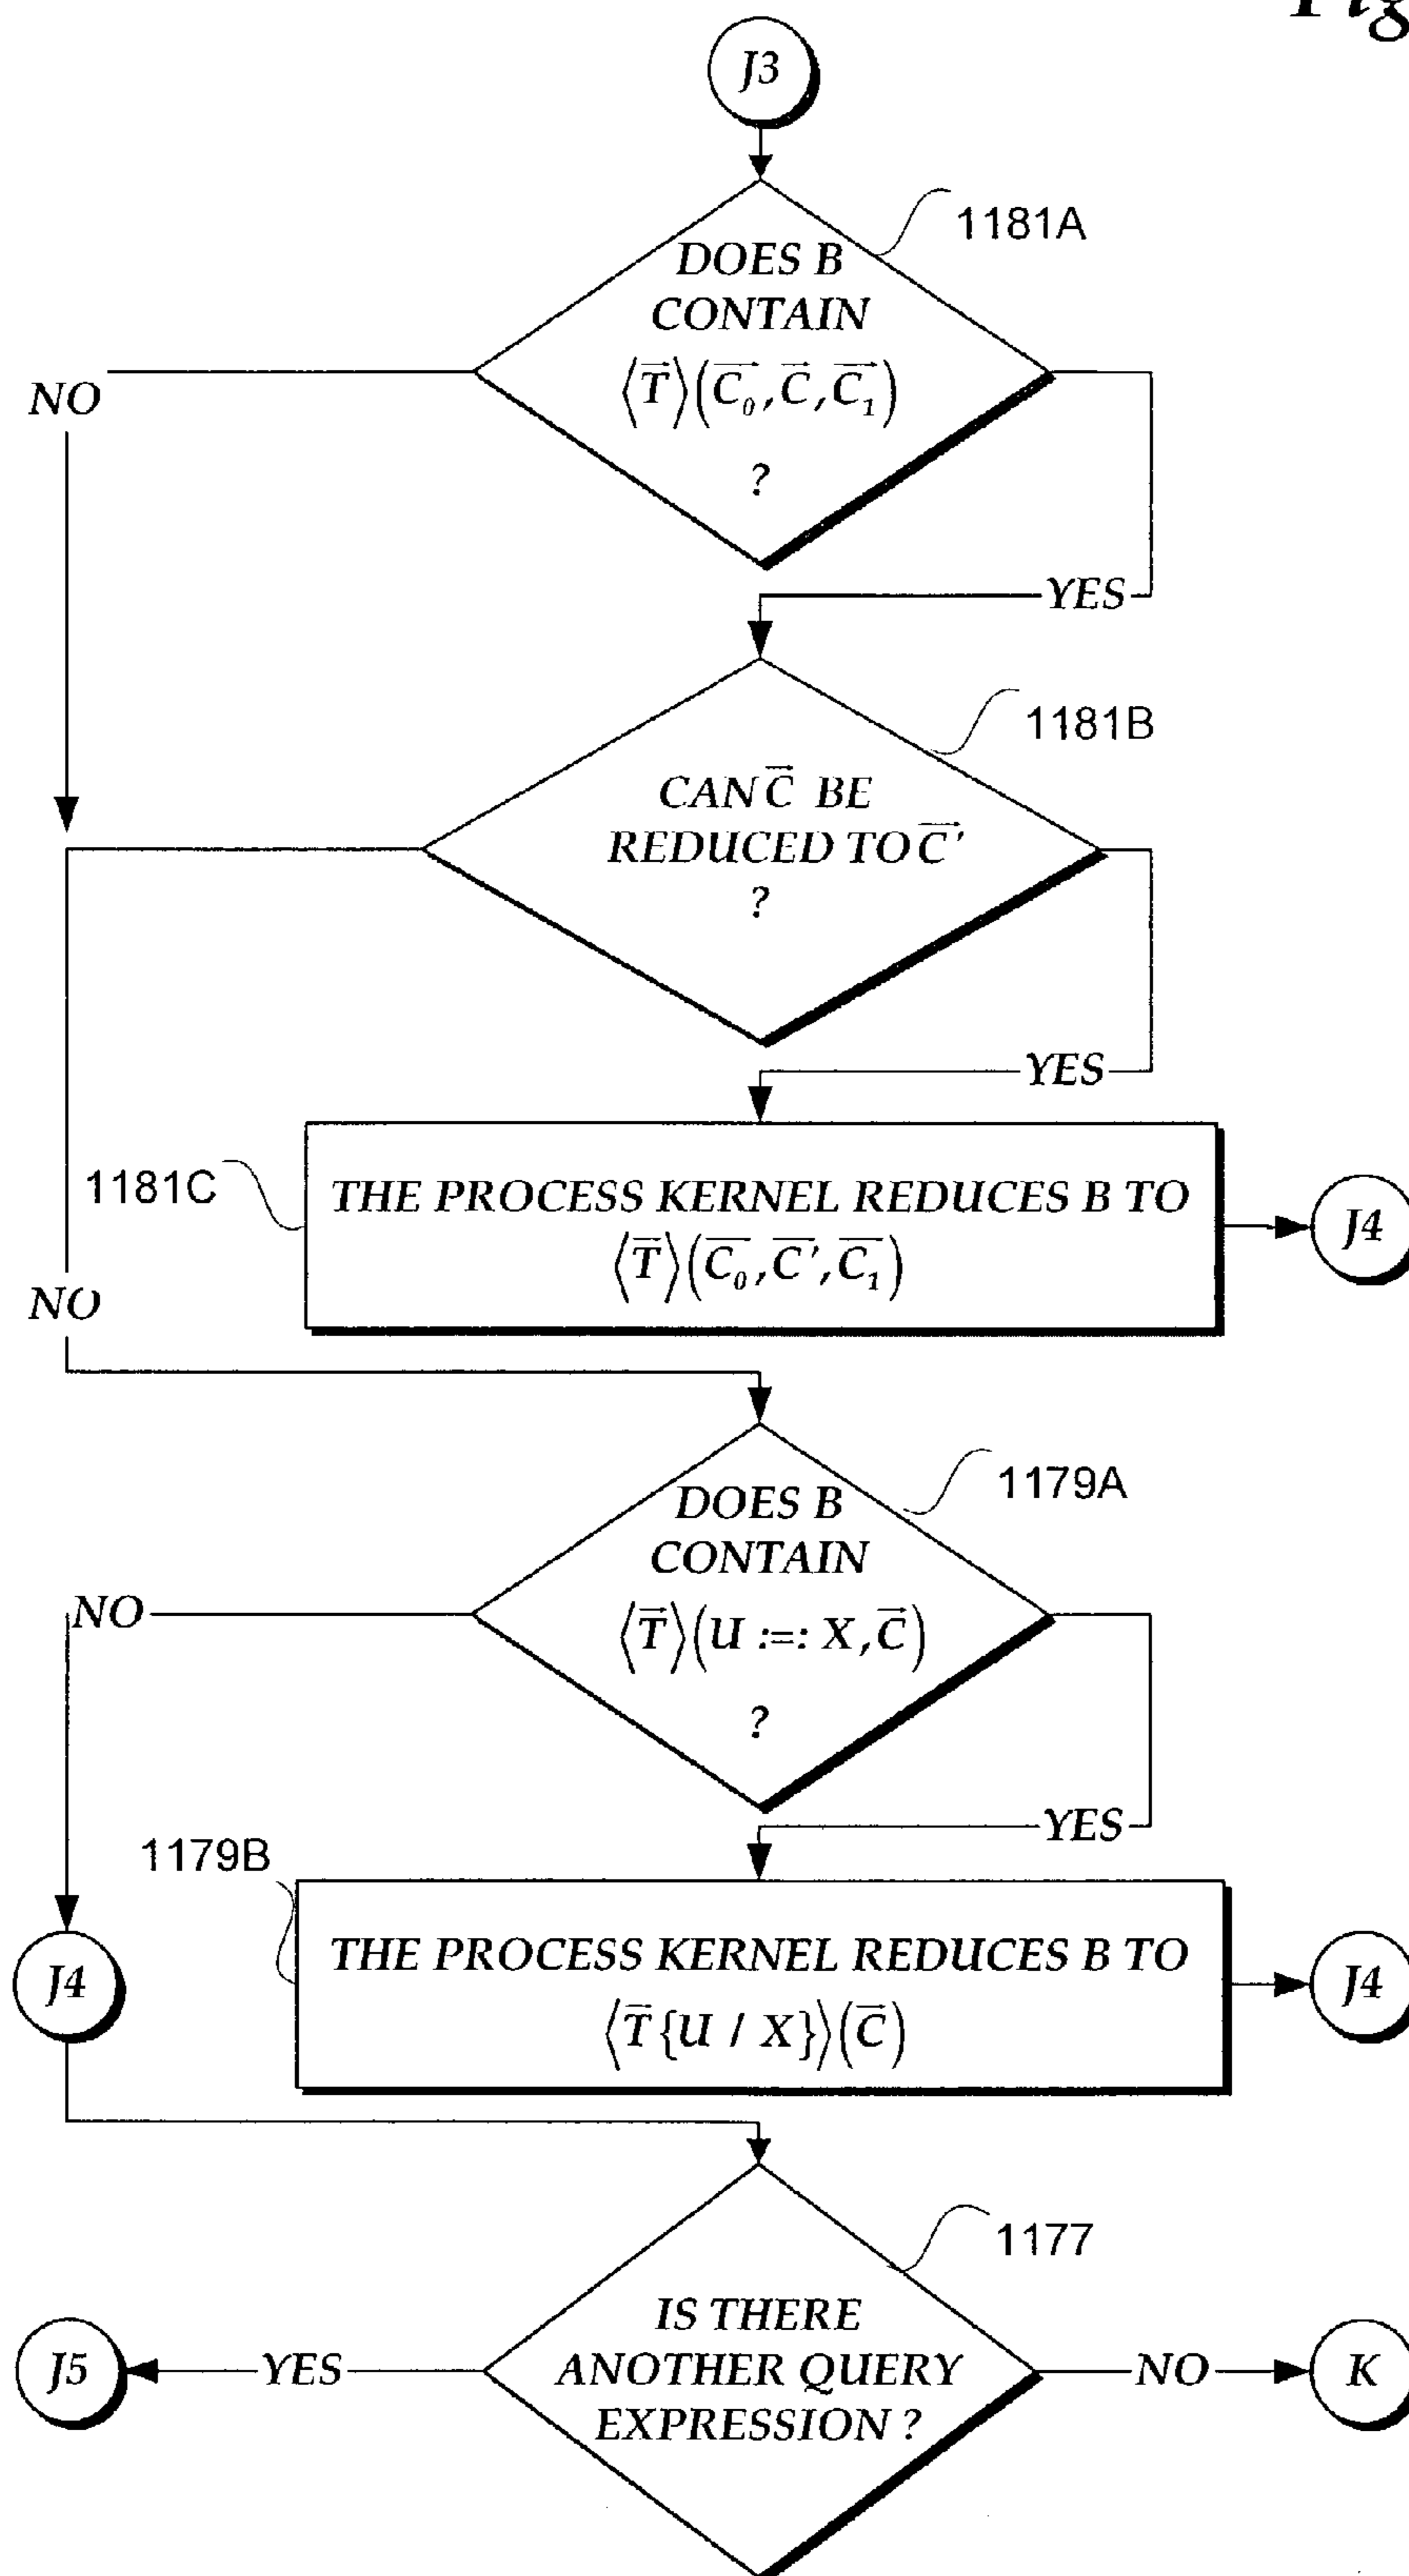 Fig
J3
1181A
DOES B
CONTAIN
⟨T⃗⟩(C₀⃗, C⃗, C₁⃗)
?
NO
YES
1181B
CAN C⃗ BE
REDUCED TO C⃗'
?
YES
1181C
THE PROCESS KERNEL REDUCES B TO
⟨T⃗⟩(C₀⃗, C⃗', C₁⃗)
J4
NO
1179A
DOES B
CONTAIN
⟨T⃗⟩(U :=: X, C⃗)
?
NO
YES
1179B
THE PROCESS KERNEL REDUCES B TO
⟨T⃗{U / X}⟩(C⃗)
J4
J4
1177
IS THERE
ANOTHER QUERY
EXPRESSION ?
YES
J5
NO
K